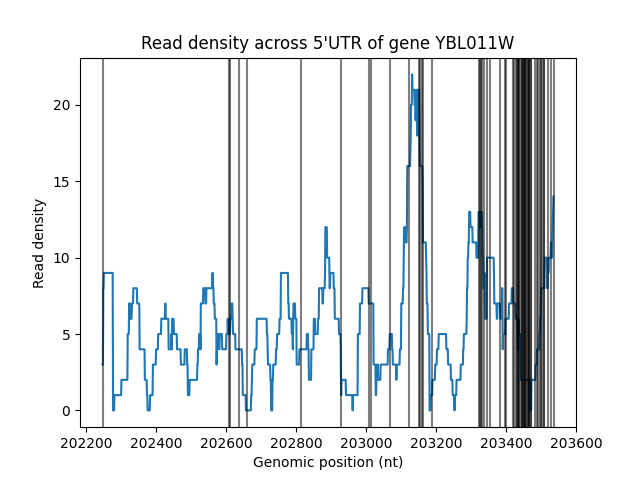 Read density across 5'UTR of gene YBL011W
Read density
20
15
10
5
0
202200 202400 202600 202800 203000 203200 203400 203600
Genomic position (nt)